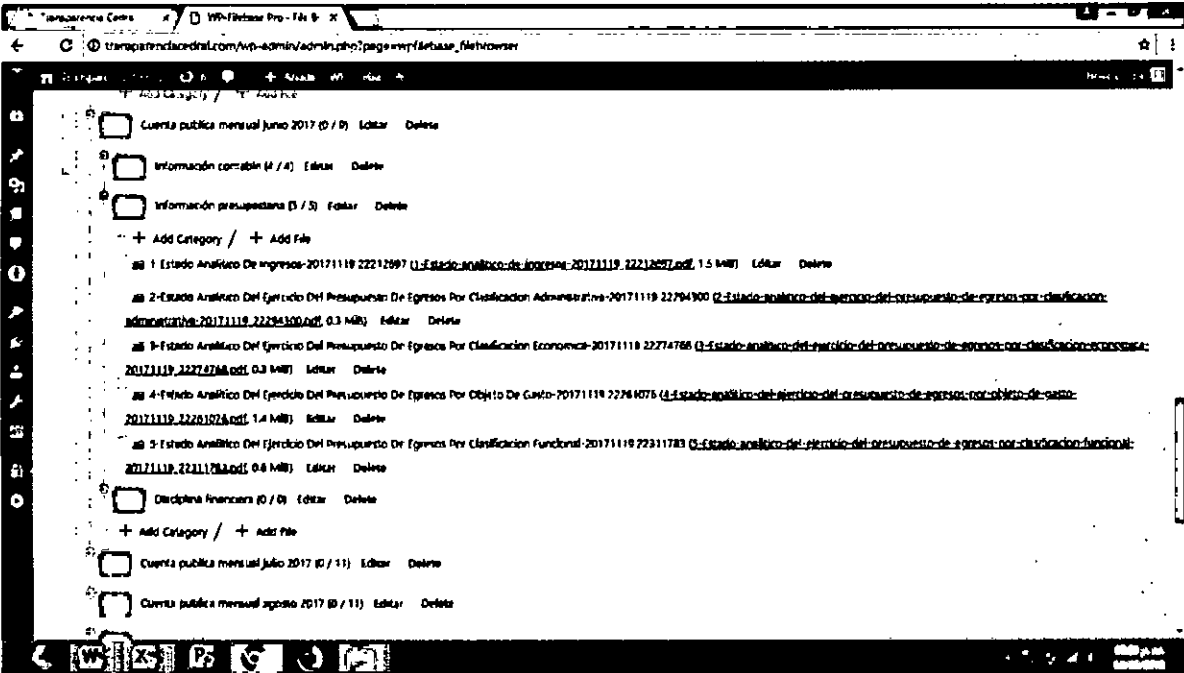 Transparencia Cedra
WP-Filebase Pro - File B
transparenciacedral.com/wp-admin/admin.php?page=wpfilebase_filebrowser
+ Add Category / + Add File
Cuenta publica mensual junio 2017 (0 / 9) Editar Delete
Información contable (4 / 4) Editar Delete
Información presupestaria (5 / 5) Editar Delete
+ Add Category / + Add File
1-Estado Analitico De Ingresos-20171119 22212697 (1-Estado-analitico-de-ingresos-20171119_22212697.pdf, 1.5 MiB) Editar Delete
2-Estado Analitico Del Ejercicio Del Presupuesto De Egresos Por Clasificacion Administrativa-20171119 22294300 (2-Estado-analitico-del-ejercicio-del-presupuesto-de-egresos-por-clasificacion-
administrativa-20171119_22294300.pdf, 0.3 MiB) Editar Delete
3-Estado Analitico Del Ejercicio Del Presupuesto De Egresos Por Clasificacion Economica-20171119 22274768 (3-Estado-analitico-del-ejercicio-del-presupuesto-de-egresos-por-clasificacion-economica-
20171119_22274768.pdf, 0.3 MiB) Editar Delete
4-Estado Analitico Del Ejercicio Del Presupuesto De Egresos Por Objeto De Gasto-20171119 22261076 (4-Estado-analitico-del-ejercicio-del-presupuesto-de-egresos-por-objeto-de-gasto-
20171119_22261076.pdf, 1.4 MiB) Editar Delete
5-Estado Analitico Del Ejercicio Del Presupuesto De Egresos Por Clasificacion Funcional-20171119 22311783 (5-Estado-analitico-del-ejercicio-del-presupuesto-de-egresos-por-clasificacion-funcional-
20171119_22311783.pdf, 0.6 MiB) Editar Delete
Disciplina financiera (0 / 0) Editar Delete
+ Add Category / + Add File
Cuenta publica mensual julio 2017 (0 / 11) Editar Delete
Cuenta publica mensual agosto 2017 (0 / 11) Editar Delete